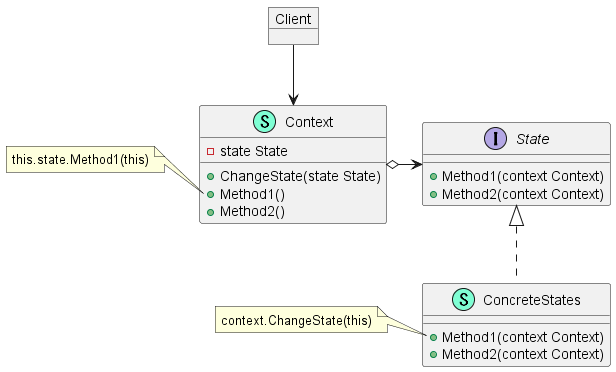 Client
S Context
state State
ChangeState(state State)
Method1()
Method2()
this.state.Method1(this)
I State
Method1(context Context)
Method2(context Context)
S ConcreteStates
Method1(context Context)
Method2(context Context)
context.ChangeState(this)